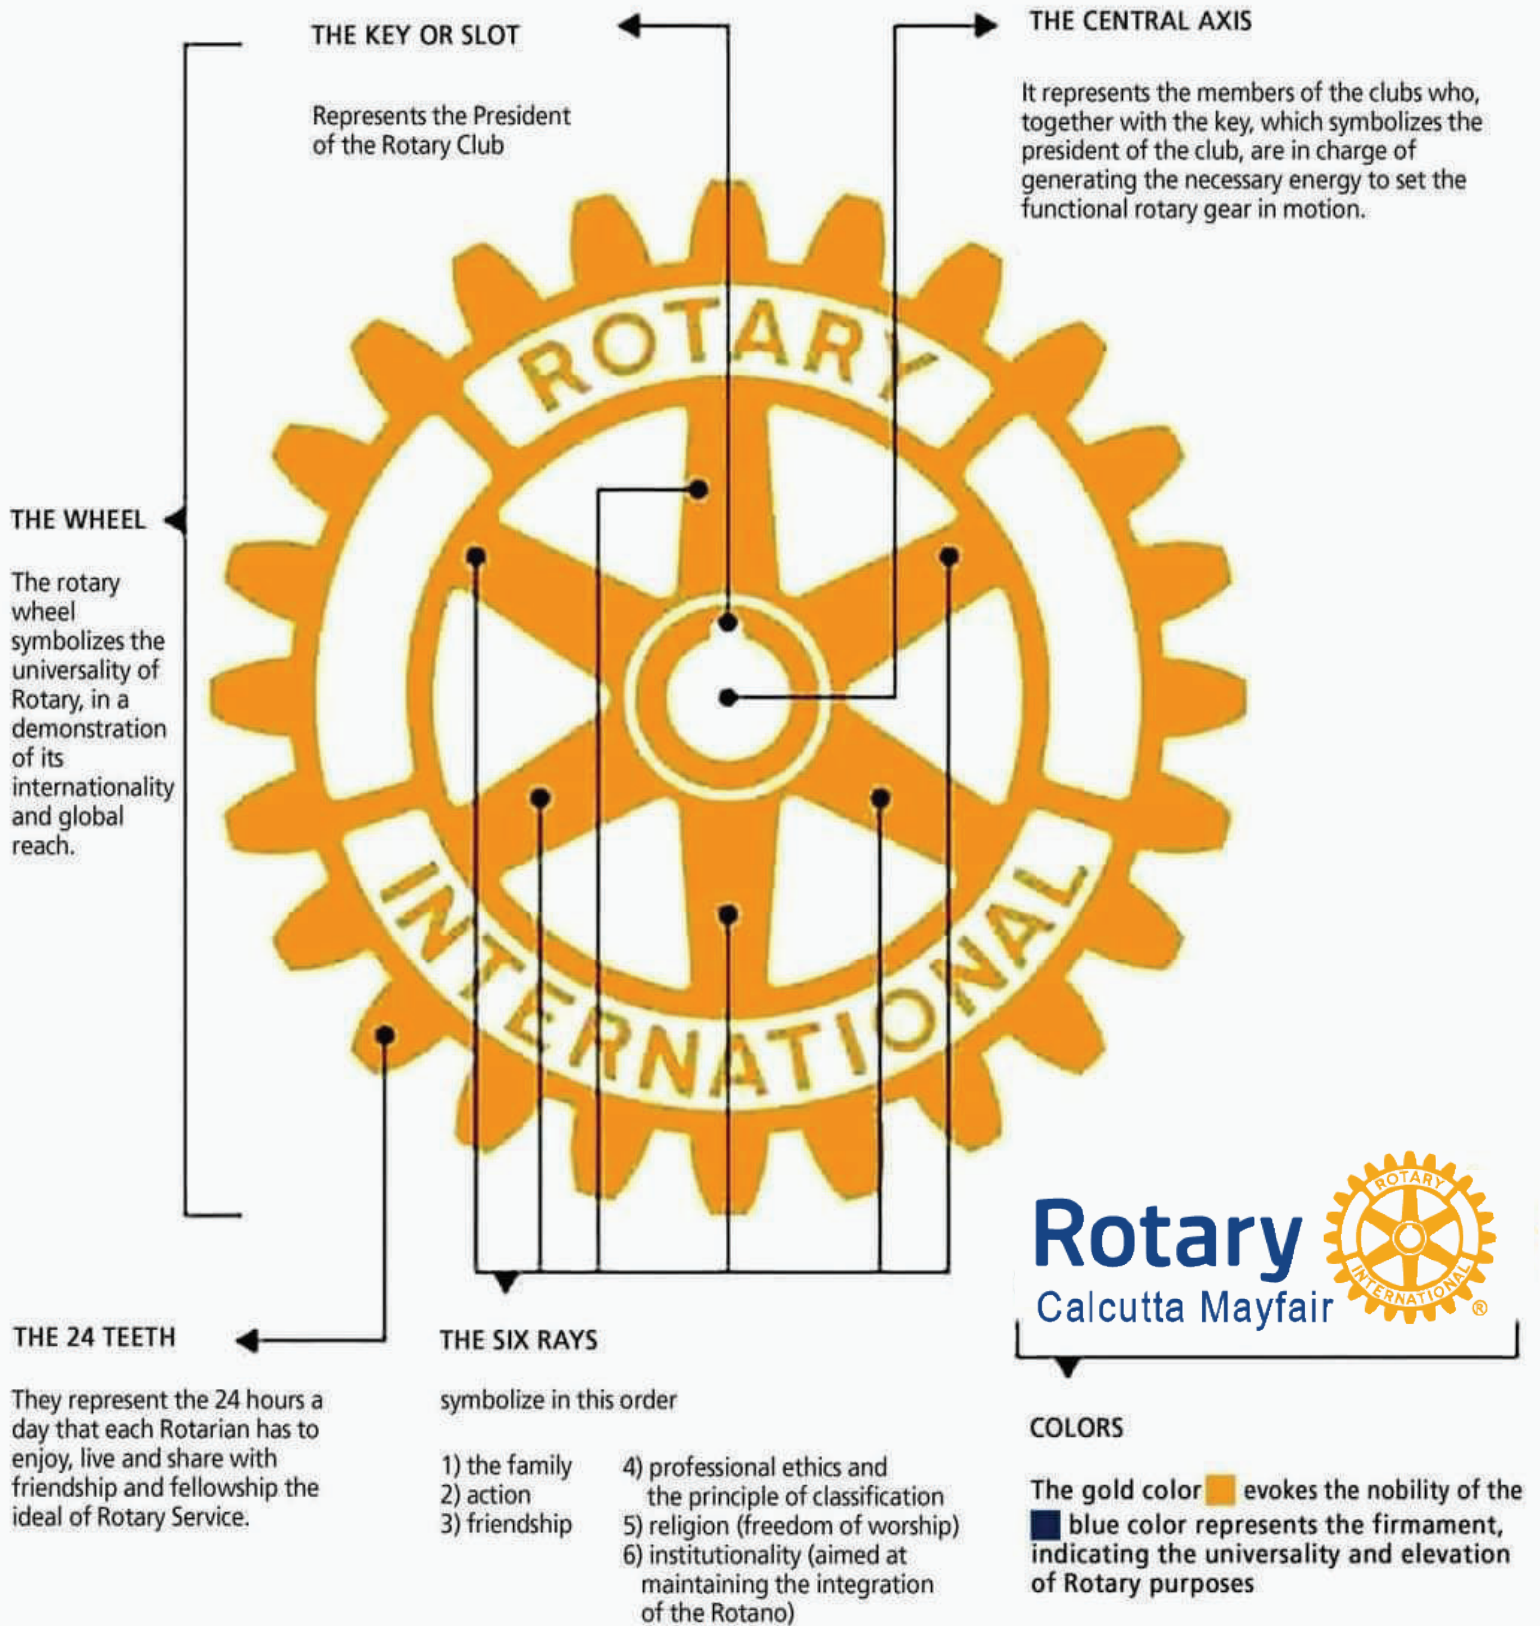 THE KEY OR SLOT
Represents the President
of the Rotary Club
THE CENTRAL AXIS
It represents the members of the clubs who,
together with the key, which symbolizes the
president of the club, are in charge of
generating the necessary energy to set the
functional rotary gear in motion.
ROTARY
INTERNATIONAL
THE WHEEL
The rotary
wheel
symbolizes the
universality of
Rotary, in a
demonstration
of its
internationality
and global
reach.
THE 24 TEETH
They represent the 24 hours a
day that each Rotarian has to
enjoy, live and share with
friendship and fellowship the
ideal of Rotary Service.
THE SIX RAYS
symbolize in this order
1) the family
2) action
3) friendship
4) professional ethics and
the principle of classification
5) religion (freedom of worship)
6) institutionality (aimed at
maintaining the integration
of the Rotano)
Rotary
Calcutta Mayfair
ROTARY
INTERNATIONAL
®
COLORS
The gold color evokes the nobility of the
blue color represents the firmament,
indicating the universality and elevation
of Rotary purposes